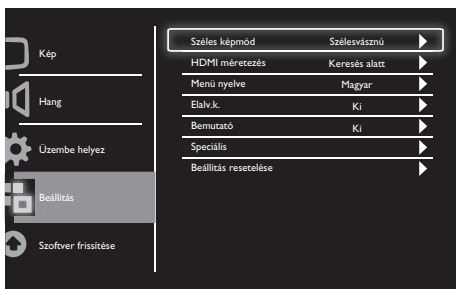 Kép
Hang
Üzembe helyez
Beállítás
Szoftver frissítése
Széles képmód Szélesvásznú
HDMI méretezés Keresés alatt
Menü nyelve Magyar
Elalv.k. Ki
Bemutató Ki
Speciális
Beállítás resetelése